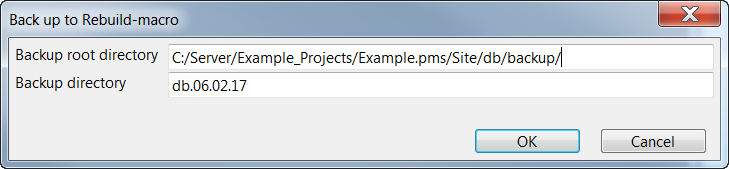 Back up to Rebuild-macro
Backup root directory C:/Server/Example_Projects/Example.pms/Site/db/backup/
Backup directory db.06.02.17
OK Cancel